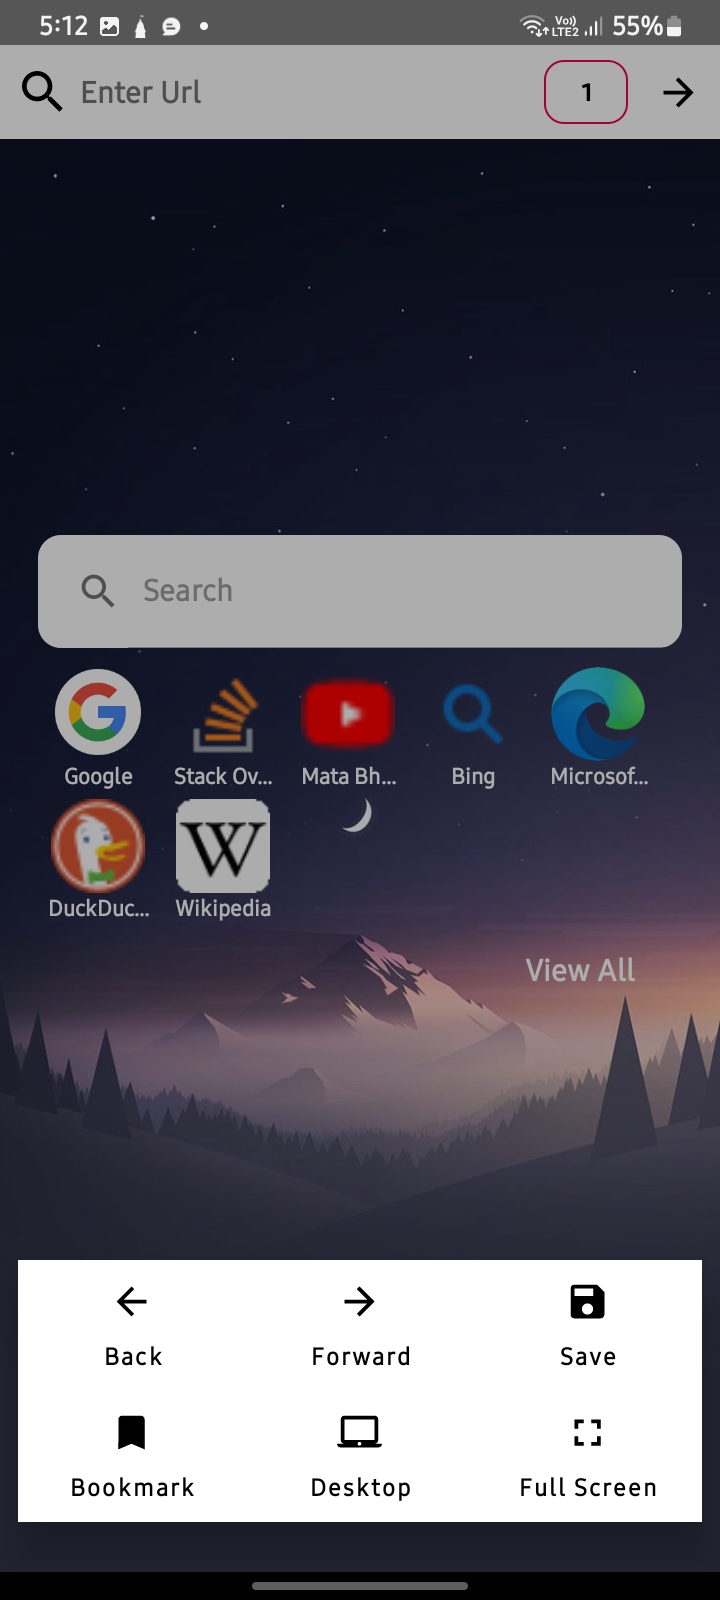 5:12 Vo)) LTE2 55%
Enter Url 1
Search
Google Stack Ov... Mata Bh... Bing Microsof...
W
DuckDuc... Wikipedia
View All
Back Forward Save
Bookmark Desktop Full Screen